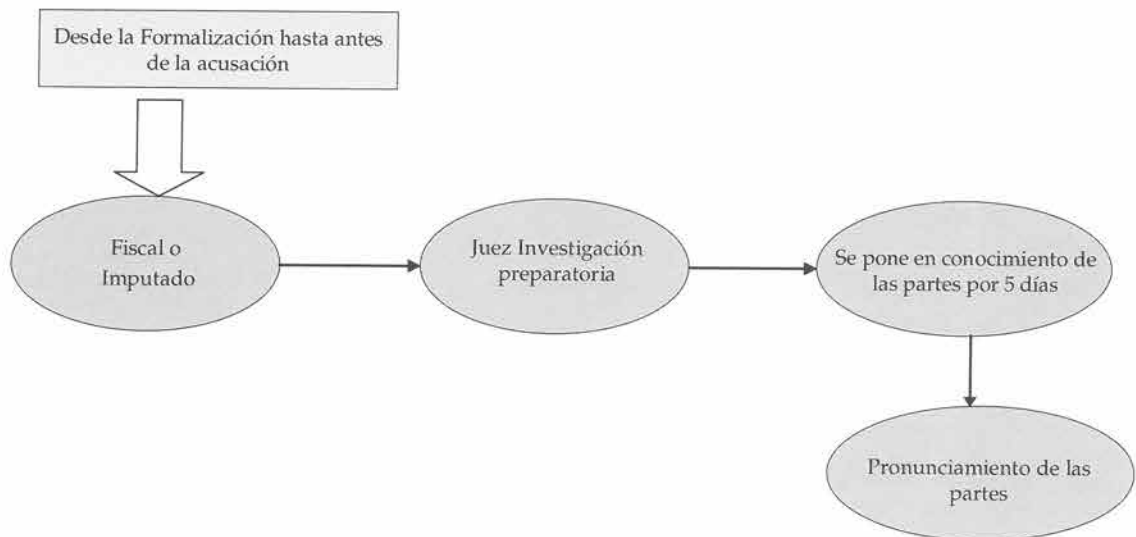 Desde la Formalización hasta antes
de la acusación
Fiscal o
Imputado
Juez Investigación
preparatoria
Se pone en conocimiento de
las partes por 5 días
Pronunciamiento de las
partes